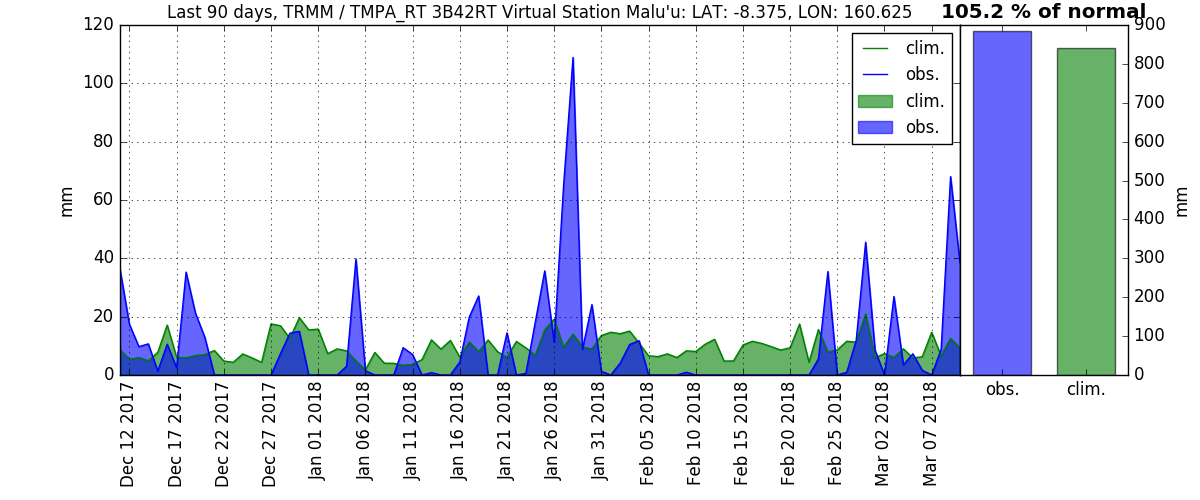 Last 90 days, TRMM / TMPA_RT 3B42RT Virtual Station Malu'u: LAT: -8.375, LON: 160.625
105.2 % of normal
120
100
80
60
40
20
0
mm
clim.
obs.
clim.
obs.
900
800
700
600
500
400
300
200
100
0
mm
obs.
clim.
Dec 12 2017
Dec 17 2017
Dec 22 2017
Dec 27 2017
Jan 01 2018
Jan 06 2018
Jan 11 2018
Jan 16 2018
Jan 21 2018
Jan 26 2018
Jan 31 2018
Feb 05 2018
Feb 10 2018
Feb 15 2018
Feb 20 2018
Feb 25 2018
Mar 02 2018
Mar 07 2018